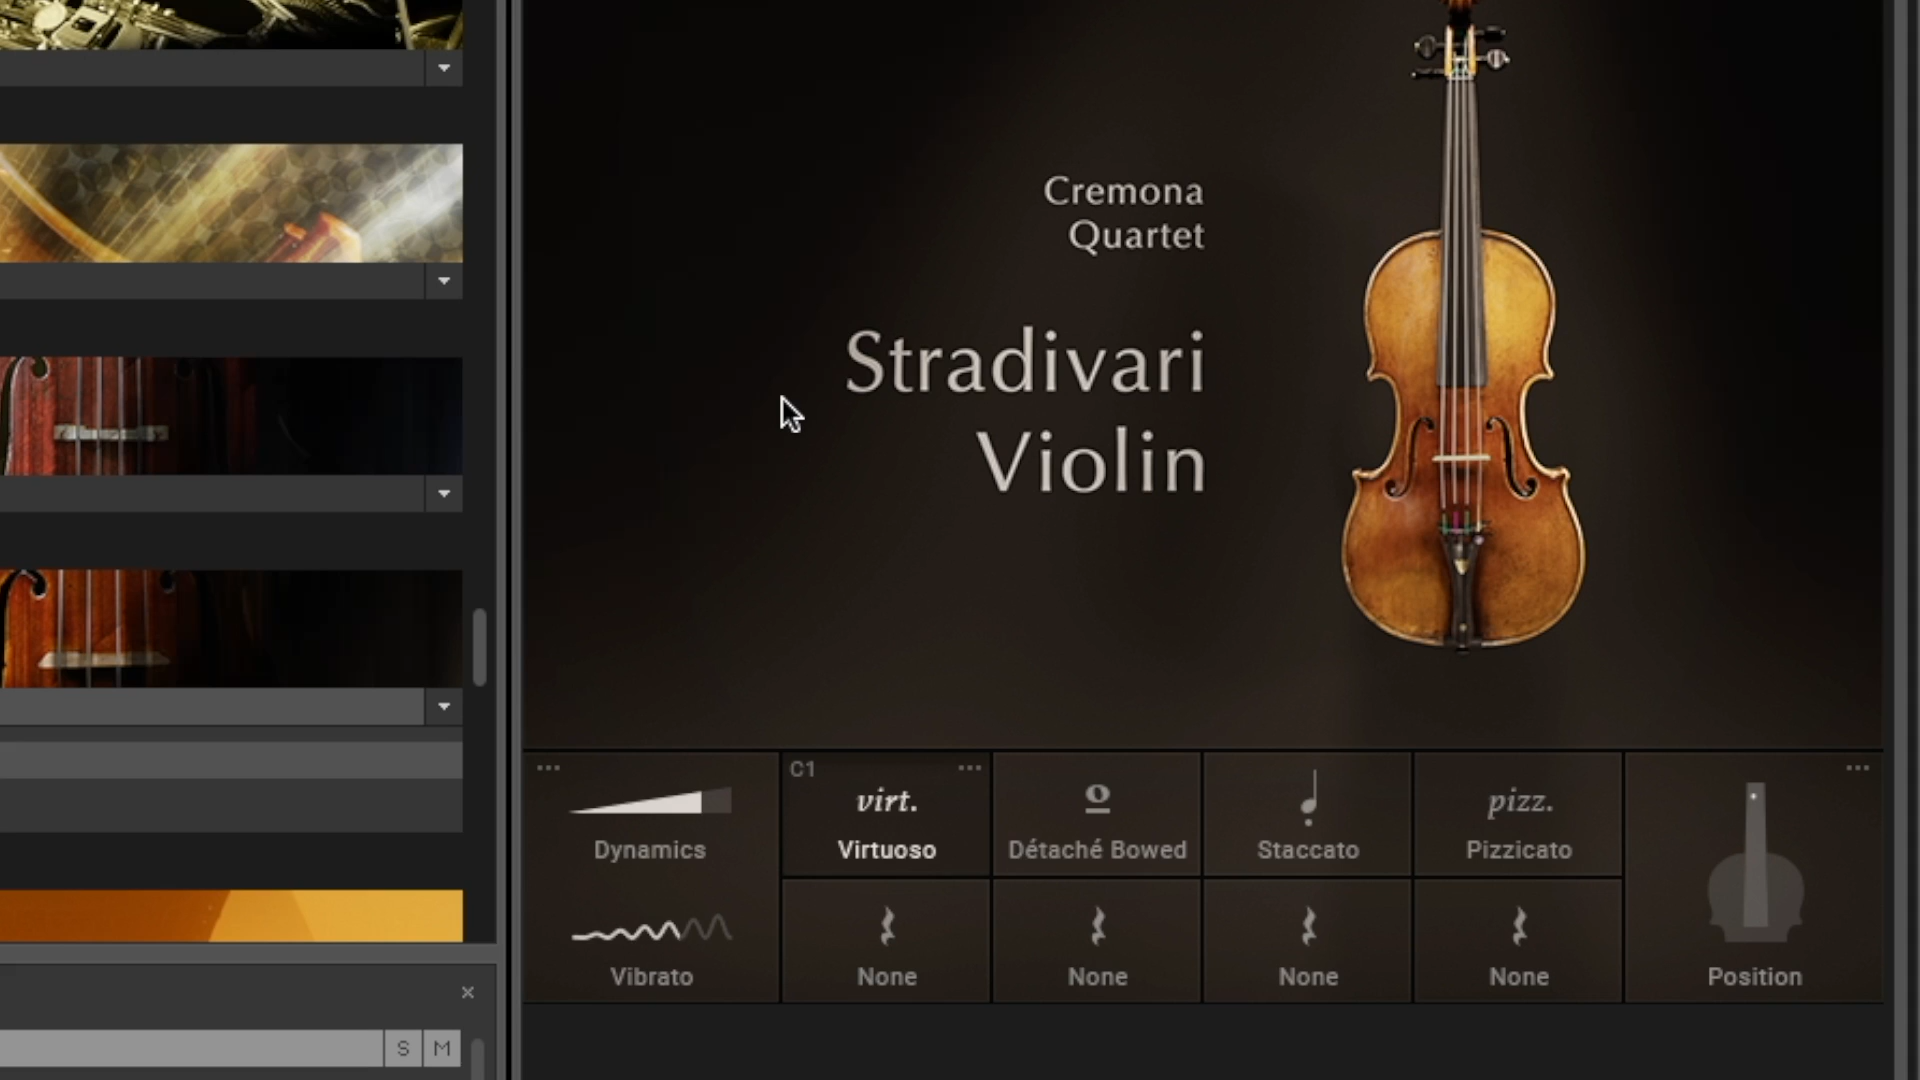 Cremona
Quartet
Stradivari
Violin
C1
virt.
pizz.
Dynamics
Virtuoso
Détaché Bowed
Staccato
Pizzicato
Vibrato
None
None
None
None
Position
S
M